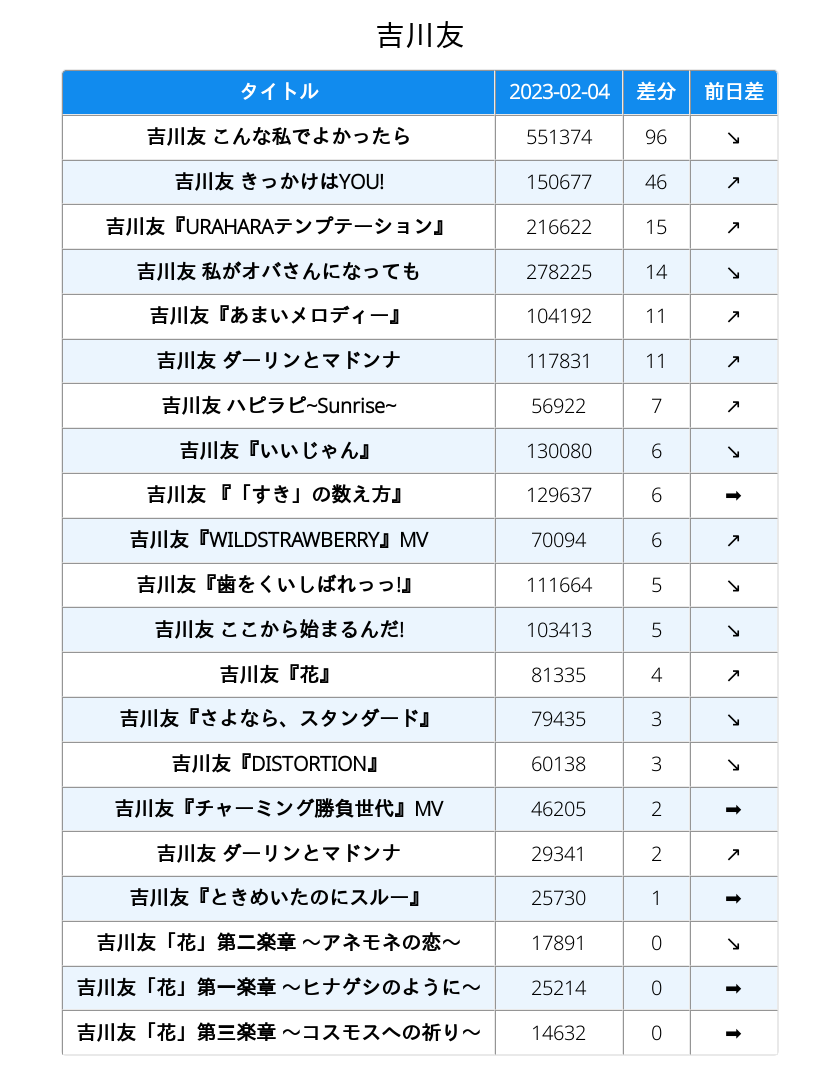 吉川友
タイトル 2023-02-04 差分 前日差
吉川友 こんな私でよかったら 551374 96 ↘
吉川友 きっかけはYOU! 150677 46 ↗
吉川友『URAHARAテンプテーション』 216622 15 ↗
吉川友 私がオバさんになっても 278225 14 ↘
吉川友『あまいメロディー』 104192 11 ↗
吉川友 ダーリンとマドンナ 117831 11 ↗
吉川友 ハピラピ~Sunrise~ 56922 7 ↗
吉川友『いいじゃん』 130080 6 ↘
吉川友 『「すき」の数え方』 129637 6 ➡
吉川友『WILDSTRAWBERRY』MV 70094 6 ↗
吉川友『歯をくいしばれっっ!』 111664 5 ↘
吉川友 ここから始まるんだ! 103413 5 ↘
吉川友『花』 81335 4 ↗
吉川友『さよなら、スタンダード』 79435 3 ↘
吉川友『DISTORTION』 60138 3 ↘
吉川友『チャーミング勝負世代』MV 46205 2 ➡
吉川友 ダーリンとマドンナ 29341 2 ↗
吉川友『ときめいたのにスルー』 25730 1 ➡
吉川友「花」第二楽章 〜アネモネの恋〜 17891 0 ↘
吉川友「花」第一楽章 〜ヒナゲシのように〜 25214 0 ➡
吉川友「花」第三楽章 〜コスモスへの祈り〜 14632 0 ➡